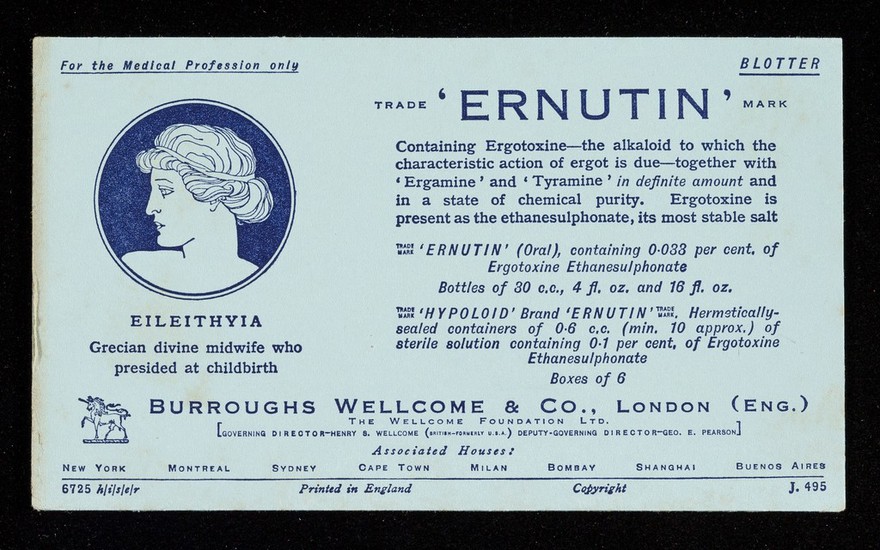 For the Medical Profession only
BLOTTER
TRADE 'ERNUTIN' MARK
Containing Ergotoxine—the alkaloid to which the
characteristic action of ergot is due—together with
'Ergamine' and 'Tyramine' in definite amount and
in a state of chemical purity. Ergotoxine is
present as the ethanesulphonate, its most stable salt
TRADE MARK 'ERNUTIN' (Oral), containing 0·033 per cent. of
Ergotoxine Ethanesulphonate
Bottles of 30 c.c., 4 fl. oz. and 16 fl. oz.
TRADE MARK 'HYPOLOID' Brand 'ERNUTIN' TRADE MARK, Hermetically-
sealed containers of 0·6 c.c. (min. 10 approx.) of
sterile solution containing 0·1 per cent. of Ergotoxine
Ethanesulphonate
Boxes of 6
EILEITHYIA
Grecian divine midwife who
presided at childbirth
BURROUGHS WELLCOME & CO., LONDON (ENG.)
THE WELLCOME FOUNDATION LTD.
[GOVERNING DIRECTOR—HENRY S. WELLCOME (BRITISH—FORMERLY U.S.A.) DEPUTY-GOVERNING DIRECTOR—GEO. E. PEARSON]
Associated Houses:
NEW YORK MONTREAL SYDNEY CAPE TOWN MILAN BOMBAY SHANGHAI BUENOS AIRES
6725 h/i/s/e/r Printed in England Copyright J. 495